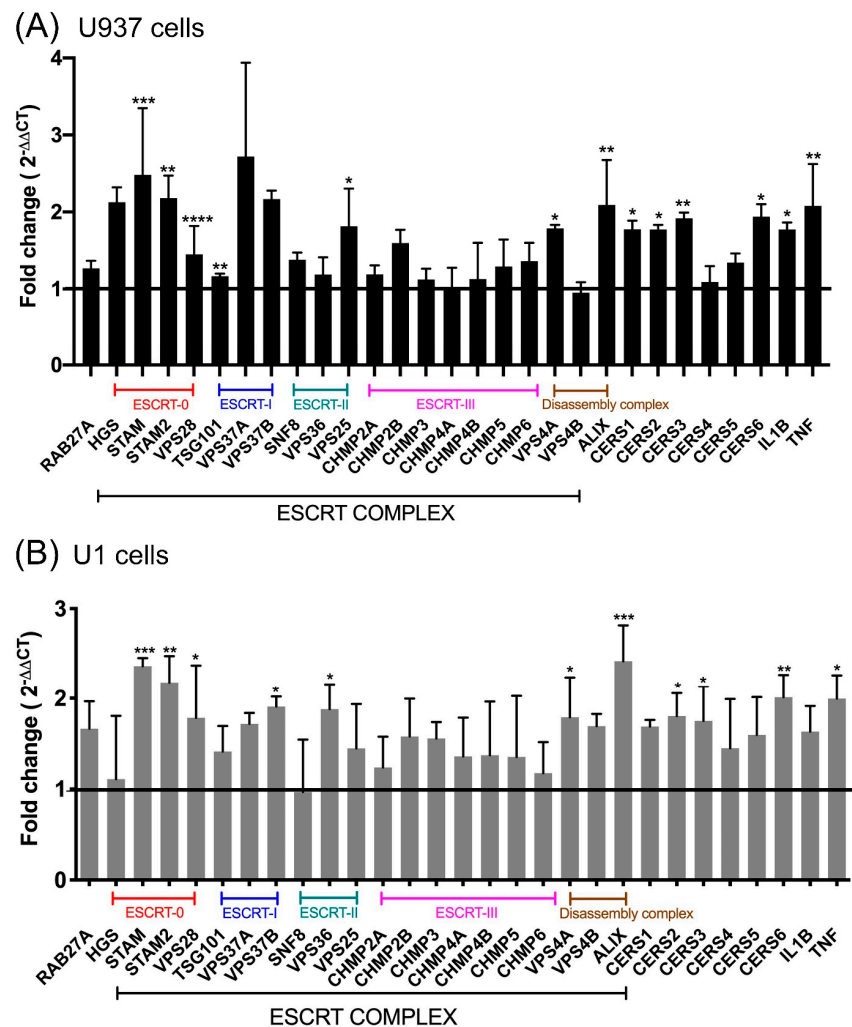 (A) U937 cells
Fold change ( 2-ΔΔCT)
4
3
2
1
0
*** ** **** ** * * ** * * ** * * **
ESCRT-0 ESCRT-I ESCRT-II ESCRT-III Disassembly complex
RAB27A HGS STAM STAM2 VPS28 TSG101 VPS37A VPS37B SNF8 VPS36 VPS25 CHMP2A CHMP2B CHMP3 CHMP4A CHMP4B CHMP5 CHMP6 VPS4A VPS4B ALIX CERS1 CERS2 CERS3 CERS4 CERS5 CERS6 IL1B TNF
ESCRT COMPLEX
(B) U1 cells
Fold change ( 2-ΔΔCT)
3
2
1
0
*** ** * * * * *** * * ** *
ESCRT-0 ESCRT-I ESCRT-II ESCRT-III Disassembly complex
RAB27A HGS STAM STAM2 VPS28 TSG101 VPS37A VPS37B SNF8 VPS36 VPS25 CHMP2A CHMP2B CHMP3 CHMP4A CHMP4B CHMP5 CHMP6 VPS4A VPS4B ALIX CERS1 CERS2 CERS3 CERS4 CERS5 CERS6 IL1B TNF
ESCRT COMPLEX